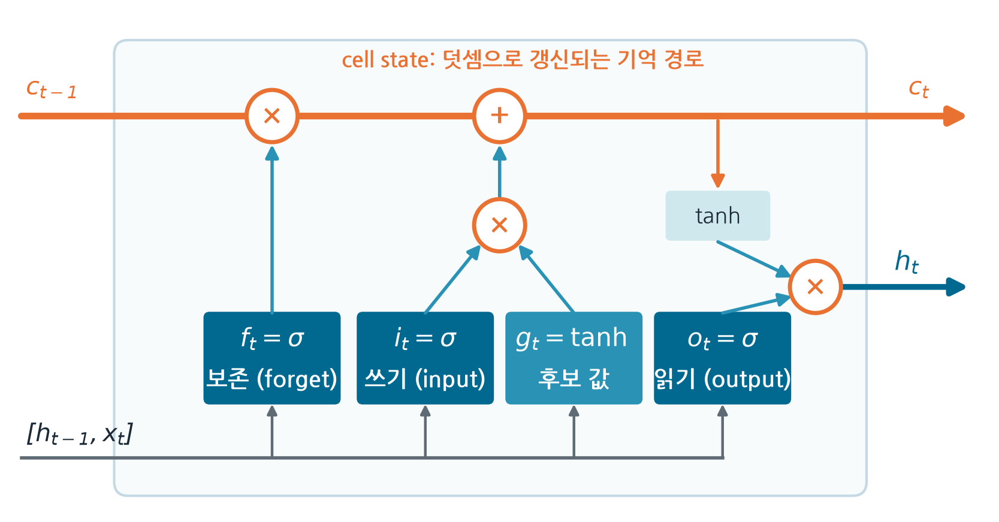 cell state: 덧셈으로 갱신되는 기억 경로
c_{t-1}
c_t
×
+
×
tanh
×
h_t
f_t = σ
보존 (forget)
i_t = σ
쓰기 (input)
g_t = tanh
후보 값
o_t = σ
읽기 (output)
[h_{t-1}, x_t]